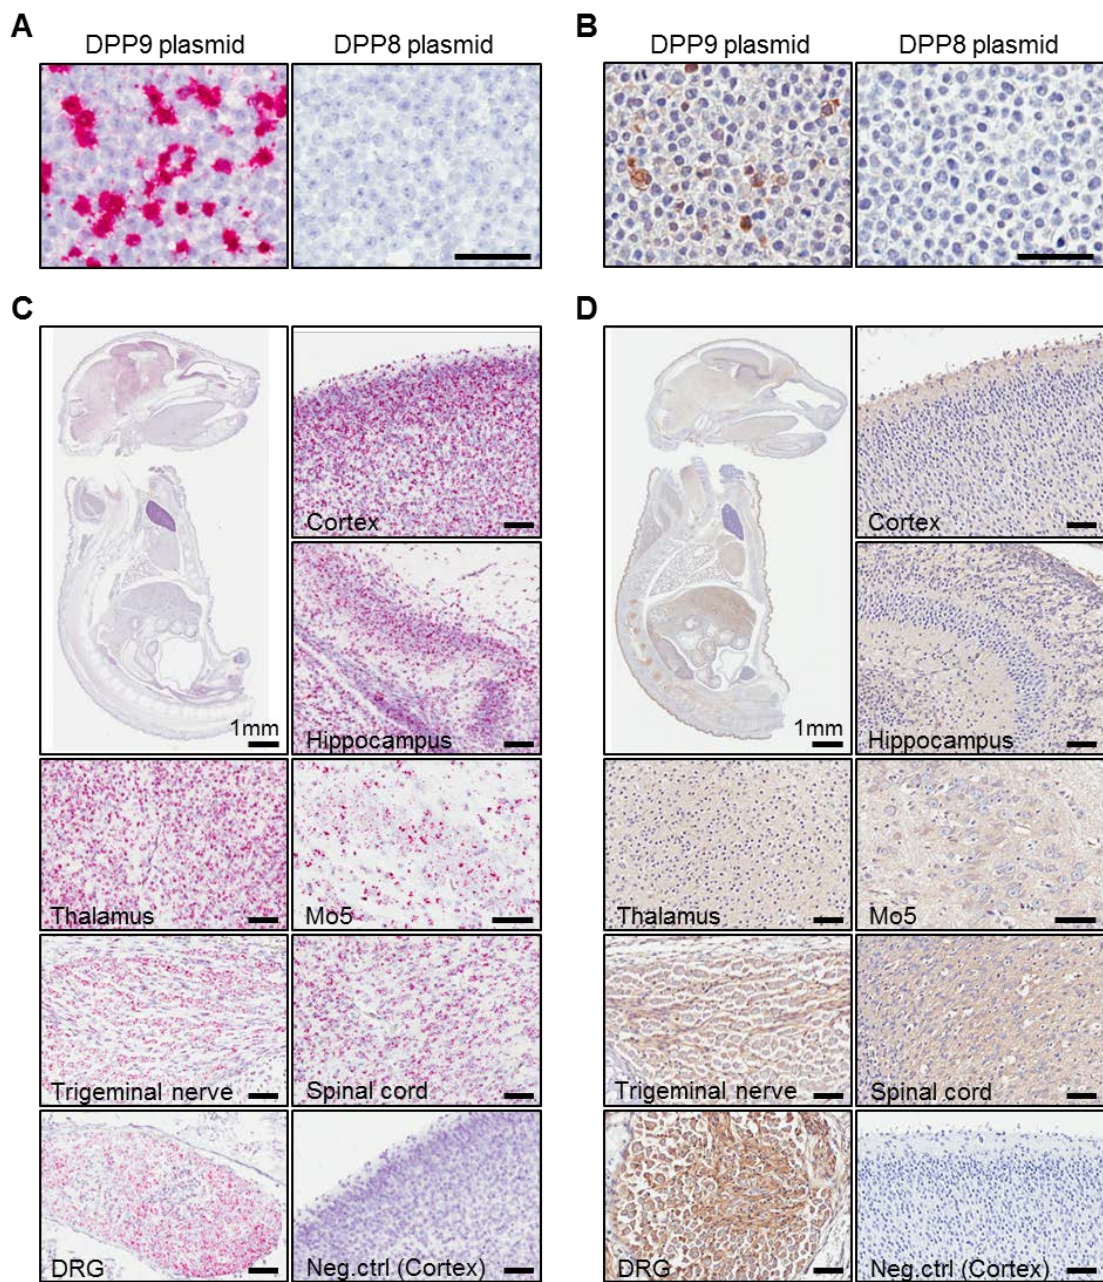 A
DPP9 plasmid
DPP8 plasmid
B
DPP9 plasmid
DPP8 plasmid
C
1mm
Cortex
Hippocampus
Thalamus
Mo5
Trigeminal nerve
Spinal cord
DRG
Neg.ctrl (Cortex)
D
1mm
Cortex
Hippocampus
Thalamus
Mo5
Trigeminal nerve
Spinal cord
DRG
Neg.ctrl (Cortex)